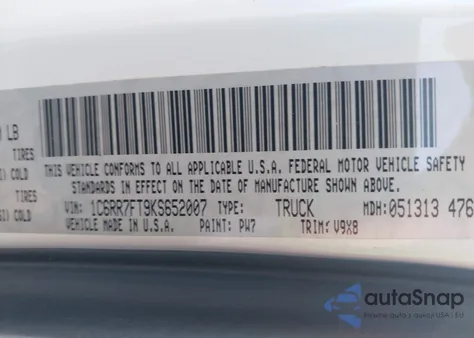 LB
TIRES
COLD
TIRES
COLD
THIS VEHICLE CONFORMS TO ALL APPLICABLE U.S.A. FEDERAL MOTOR VEHICLE SAFETY
STANDARDS IN EFFECT ON THE DATE OF MANUFACTURE SHOWN ABOVE.
VIN: 1C6RR7FT9KS652007 TYPE: TRUCK MDH:051313 476
VEHICLE MADE IN U.S.A. PAINT: PW7 TRIM: V9X8
autoSnap